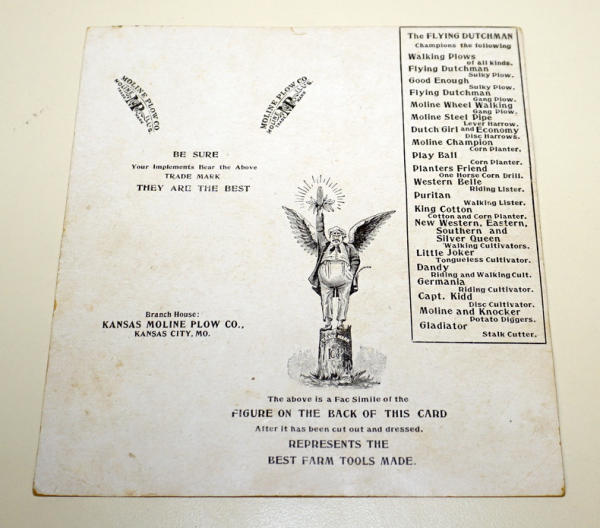 MOLINE PLOW CO
MOLINE PLOW CO
BE SURE
Your Implements Bear the Above
TRADE MARK
THEY ARE THE BEST
Branch House:
KANSAS MOLINE PLOW CO.,
KANSAS CITY, MO.
The above is a Fac Simile of the
FIGURE ON THE BACK OF THIS CARD
After it has been cut out and dressed.
REPRESENTS THE
BEST FARM TOOLS MADE.
The FLYING DUTCHMAN
Champions the following
Walking Plows
of all kinds.
Flying Dutchman
Sulky Plow.
Good Enough
Sulky Plow.
Flying Dutchman
Gang Plow.
Moline Wheel Walking
Gang Plow.
Moline Steel Pipe
Lever Harrow.
Dutch Girl and Economy
Disc Harrows.
Moline Champion
Corn Planter.
Play Ball
Corn Planter.
Planters Friend
One Horse Corn Drill.
Western Belle
Riding Lister.
Puritan
Walking Lister.
King Cotton
Cotton and Corn Planter.
New Western, Eastern,
Southern and
Silver Queen
Walking Cultivators.
Little Joker
Tongueless Cultivator.
Dandy
Riding and Walking Cult.
Germania
Riding Cultivator.
Capt. Kidd
Disc Cultivator.
Moline and Knocker
Potato Diggers.
Gladiator
Stalk Cutter.